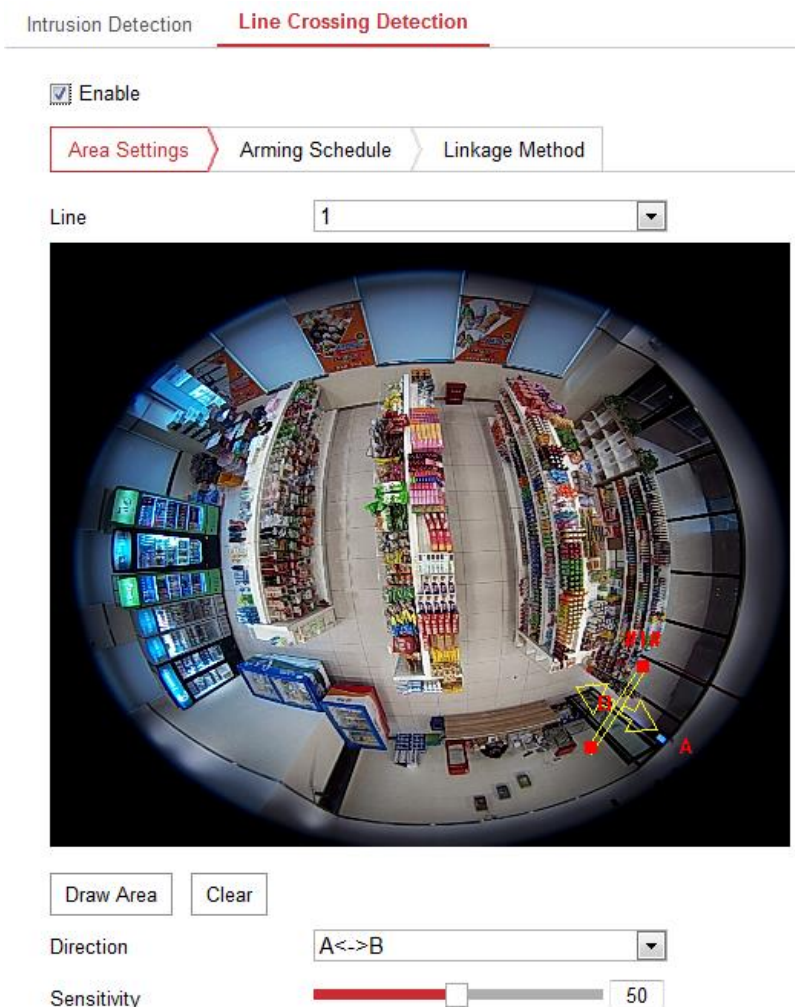 Intrusion Detection Line Crossing Detection
Enable
Area Settings Arming Schedule Linkage Method
Line 1
#1#
A
Draw Area Clear
Direction A<->B
Sensitivity 50